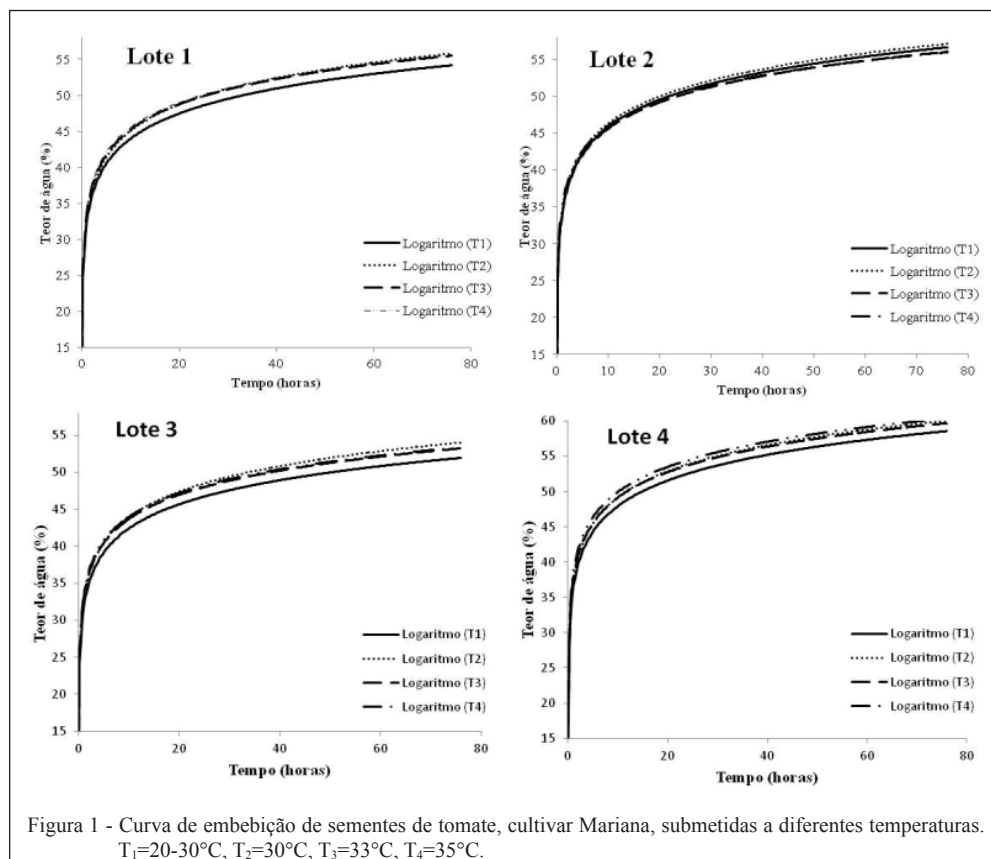 Lote 1
Teor de água (%)
55
50
45
40
35
30
25
20
15
0
20
40
60
80
Tempo (horas)
Logaritmo (T1)
Logaritmo (T2)
Logaritmo (T3)
Logaritmo (T4)
Lote 2
Teor de água (%)
55
50
45
40
35
30
25
20
15
0
10
20
30
40
50
60
70
80
Tempo (horas)
Logaritmo (T1)
Logaritmo (T2)
Logaritmo (T3)
Logaritmo (T4)
Lote 3
Teor de água (%)
55
50
45
40
35
30
25
20
15
0
20
40
60
80
Tempo (horas)
Logaritmo (T1)
Logaritmo (T2)
Logaritmo (T3)
Logaritmo (T4)
Lote 4
Teor de água (%)
60
55
50
45
40
35
30
25
20
15
0
20
40
60
80
Tempo (horas)
Logaritmo (T1)
Logaritmo (T2)
Logaritmo (T3)
Logaritmo (T4)
Figura 1 - Curva de embebição de sementes de tomate, cultivar Mariana, submetidas a diferentes temperaturas.
T₁=20-30°C, T₂=30°C, T₃=33°C, T₄=35°C.